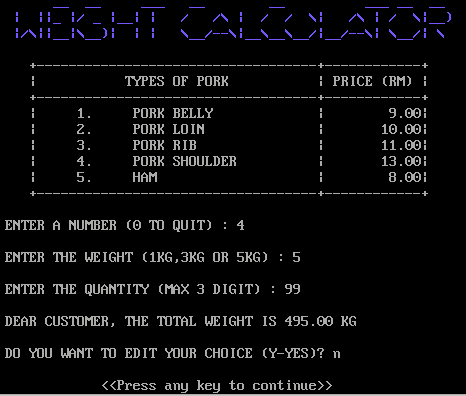 WEIGHT CALCULATOR
TYPES OF PORK PRICE (RM)
1. PORK BELLY 9.00
2. PORK LOIN 10.00
3. PORK RIB 11.00
4. PORK SHOULDER 13.00
5. HAM 8.00
ENTER A NUMBER (0 TO QUIT) : 4
ENTER THE WEIGHT (1KG,3KG OR 5KG) : 5
ENTER THE QUANTITY (MAX 3 DIGIT) : 99
DEAR CUSTOMER, THE TOTAL WEIGHT IS 495.00 KG
DO YOU WANT TO EDIT YOUR CHOICE (Y-YES)? n
<<Press any key to continue>>